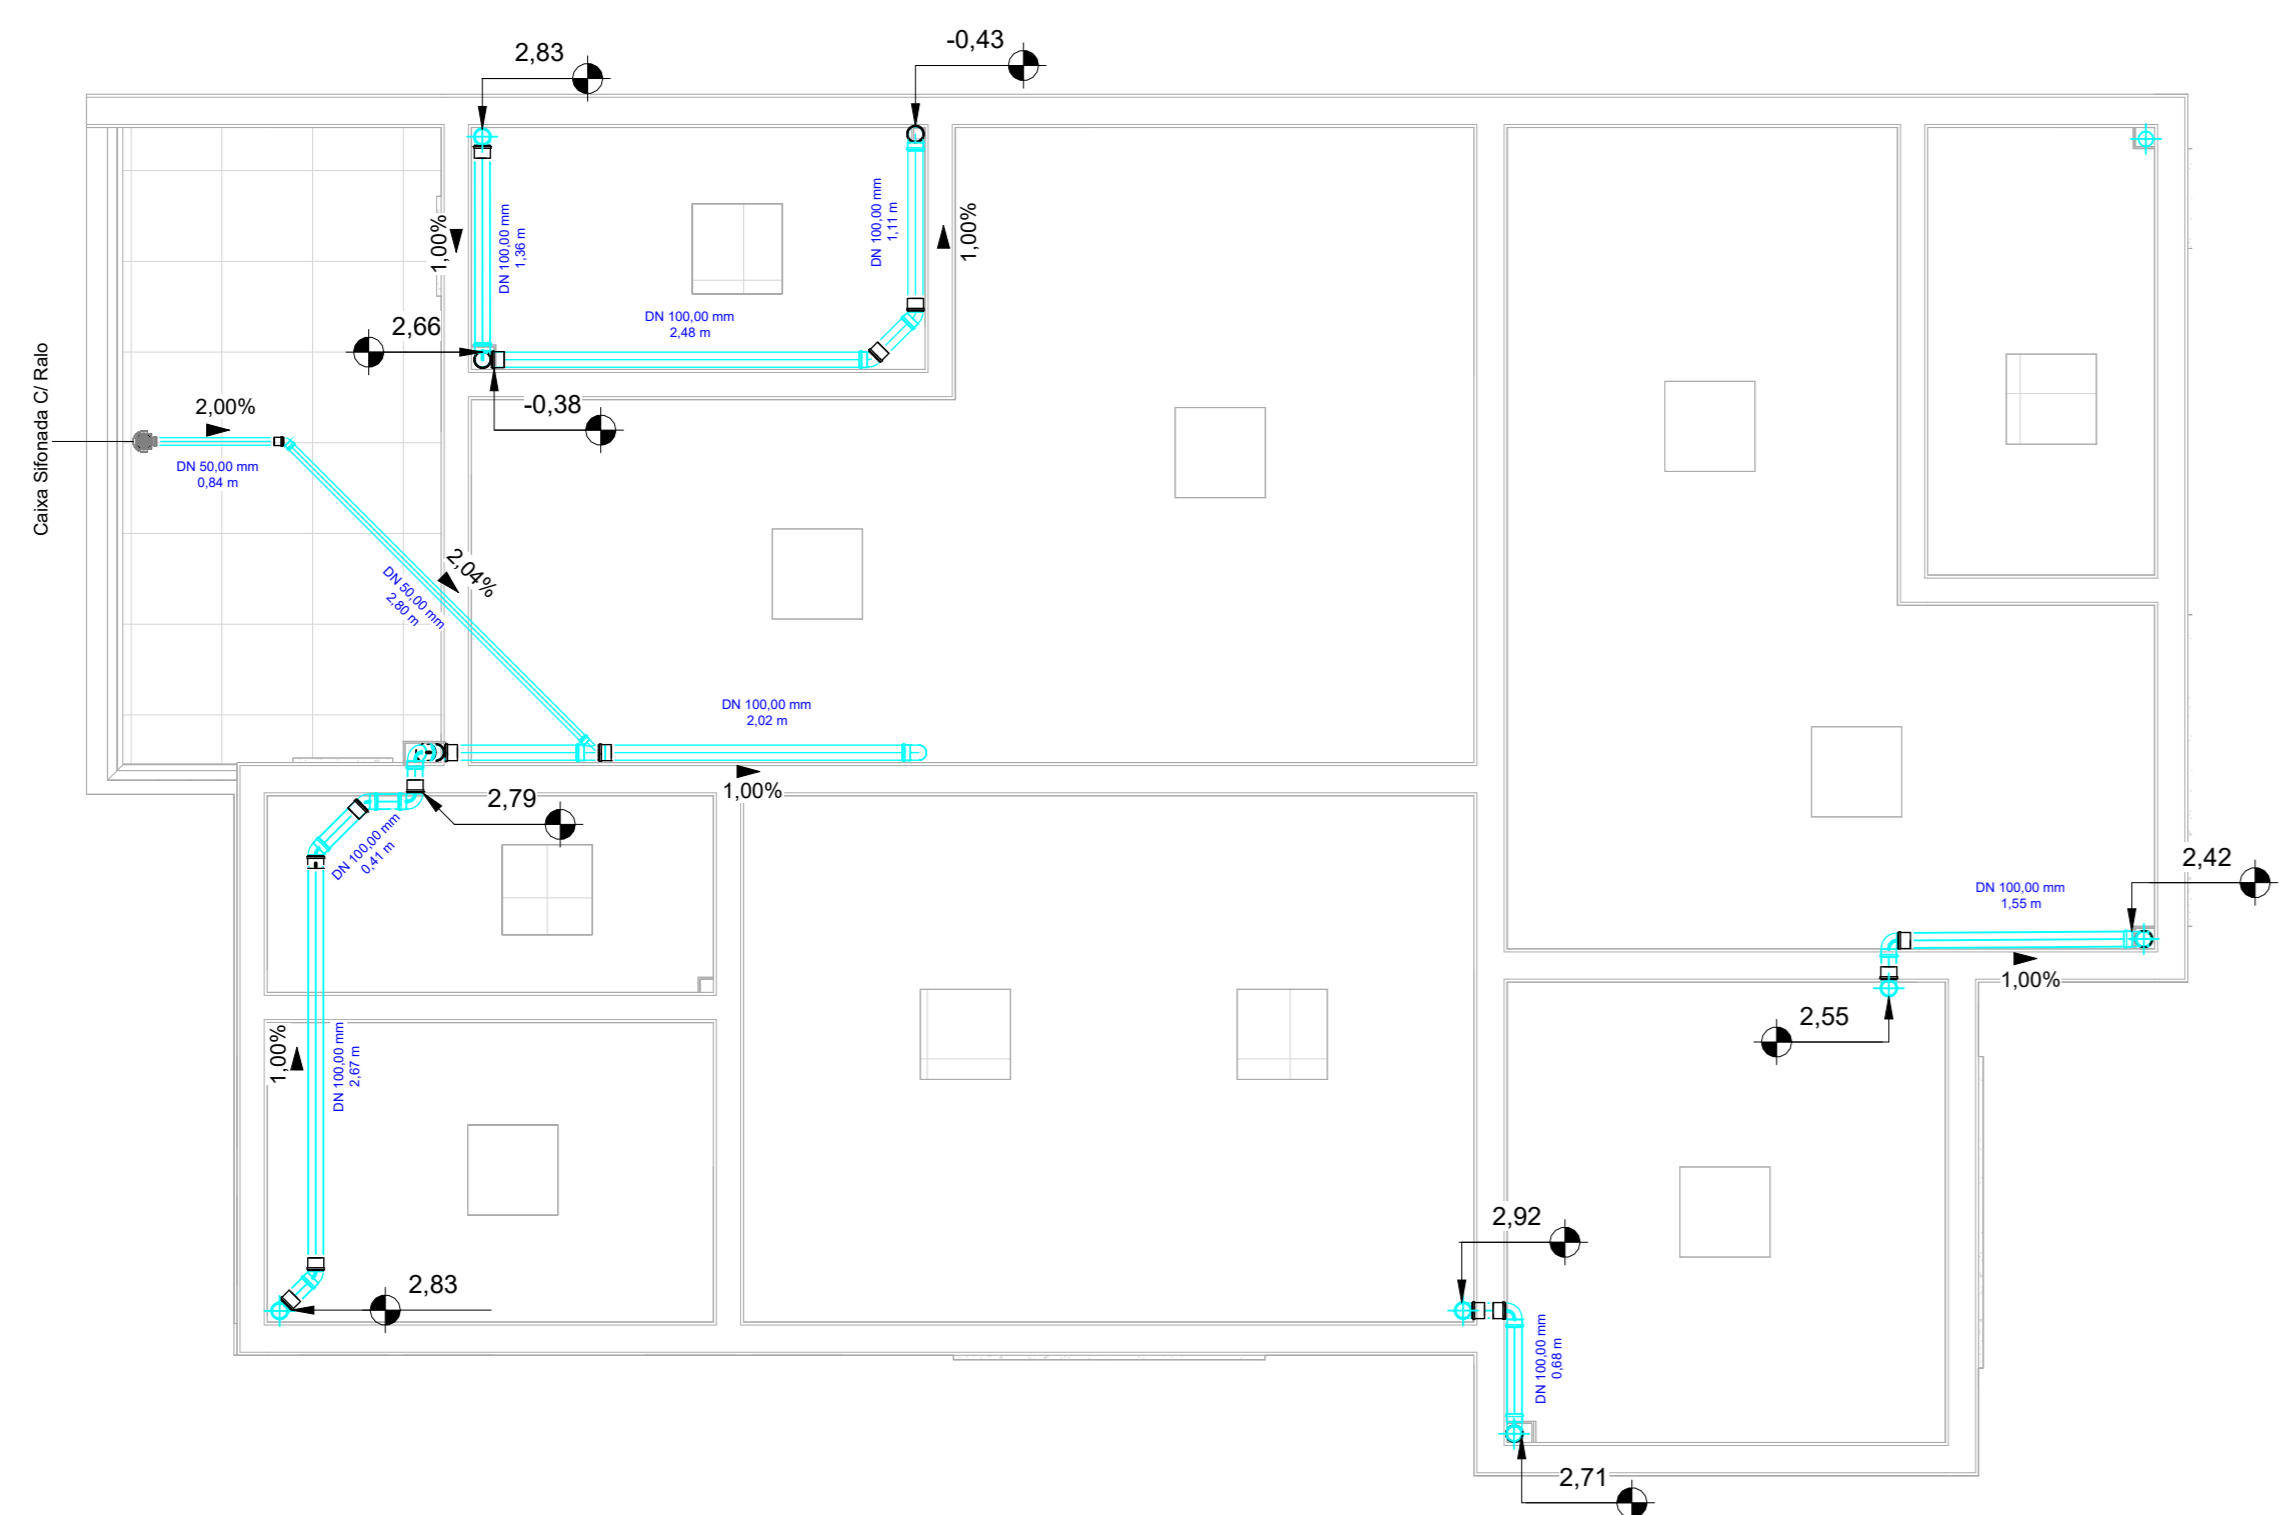 2,83
-0,43
1,00%
DN 100,00 mm
1,36 m
DN 100,00 mm
1,11 m
1,00%
2,66
DN 100,00 mm
2,48 m
-0,38
Caixa Sifonada C/ Ralo
2,00%
DN 50,00 mm
0,84 m
2,04%
DN 50,00 mm
2,80 m
DN 100,00 mm
2,02 m
1,00%
2,79
DN 100,00 mm
0,41 m
2,42
DN 100,00 mm
1,55 m
1,00%
2,55
1,00%
DN 100,00 mm
2,67 m
2,83
2,92
DN 100,00 mm
0,68 m
2,71